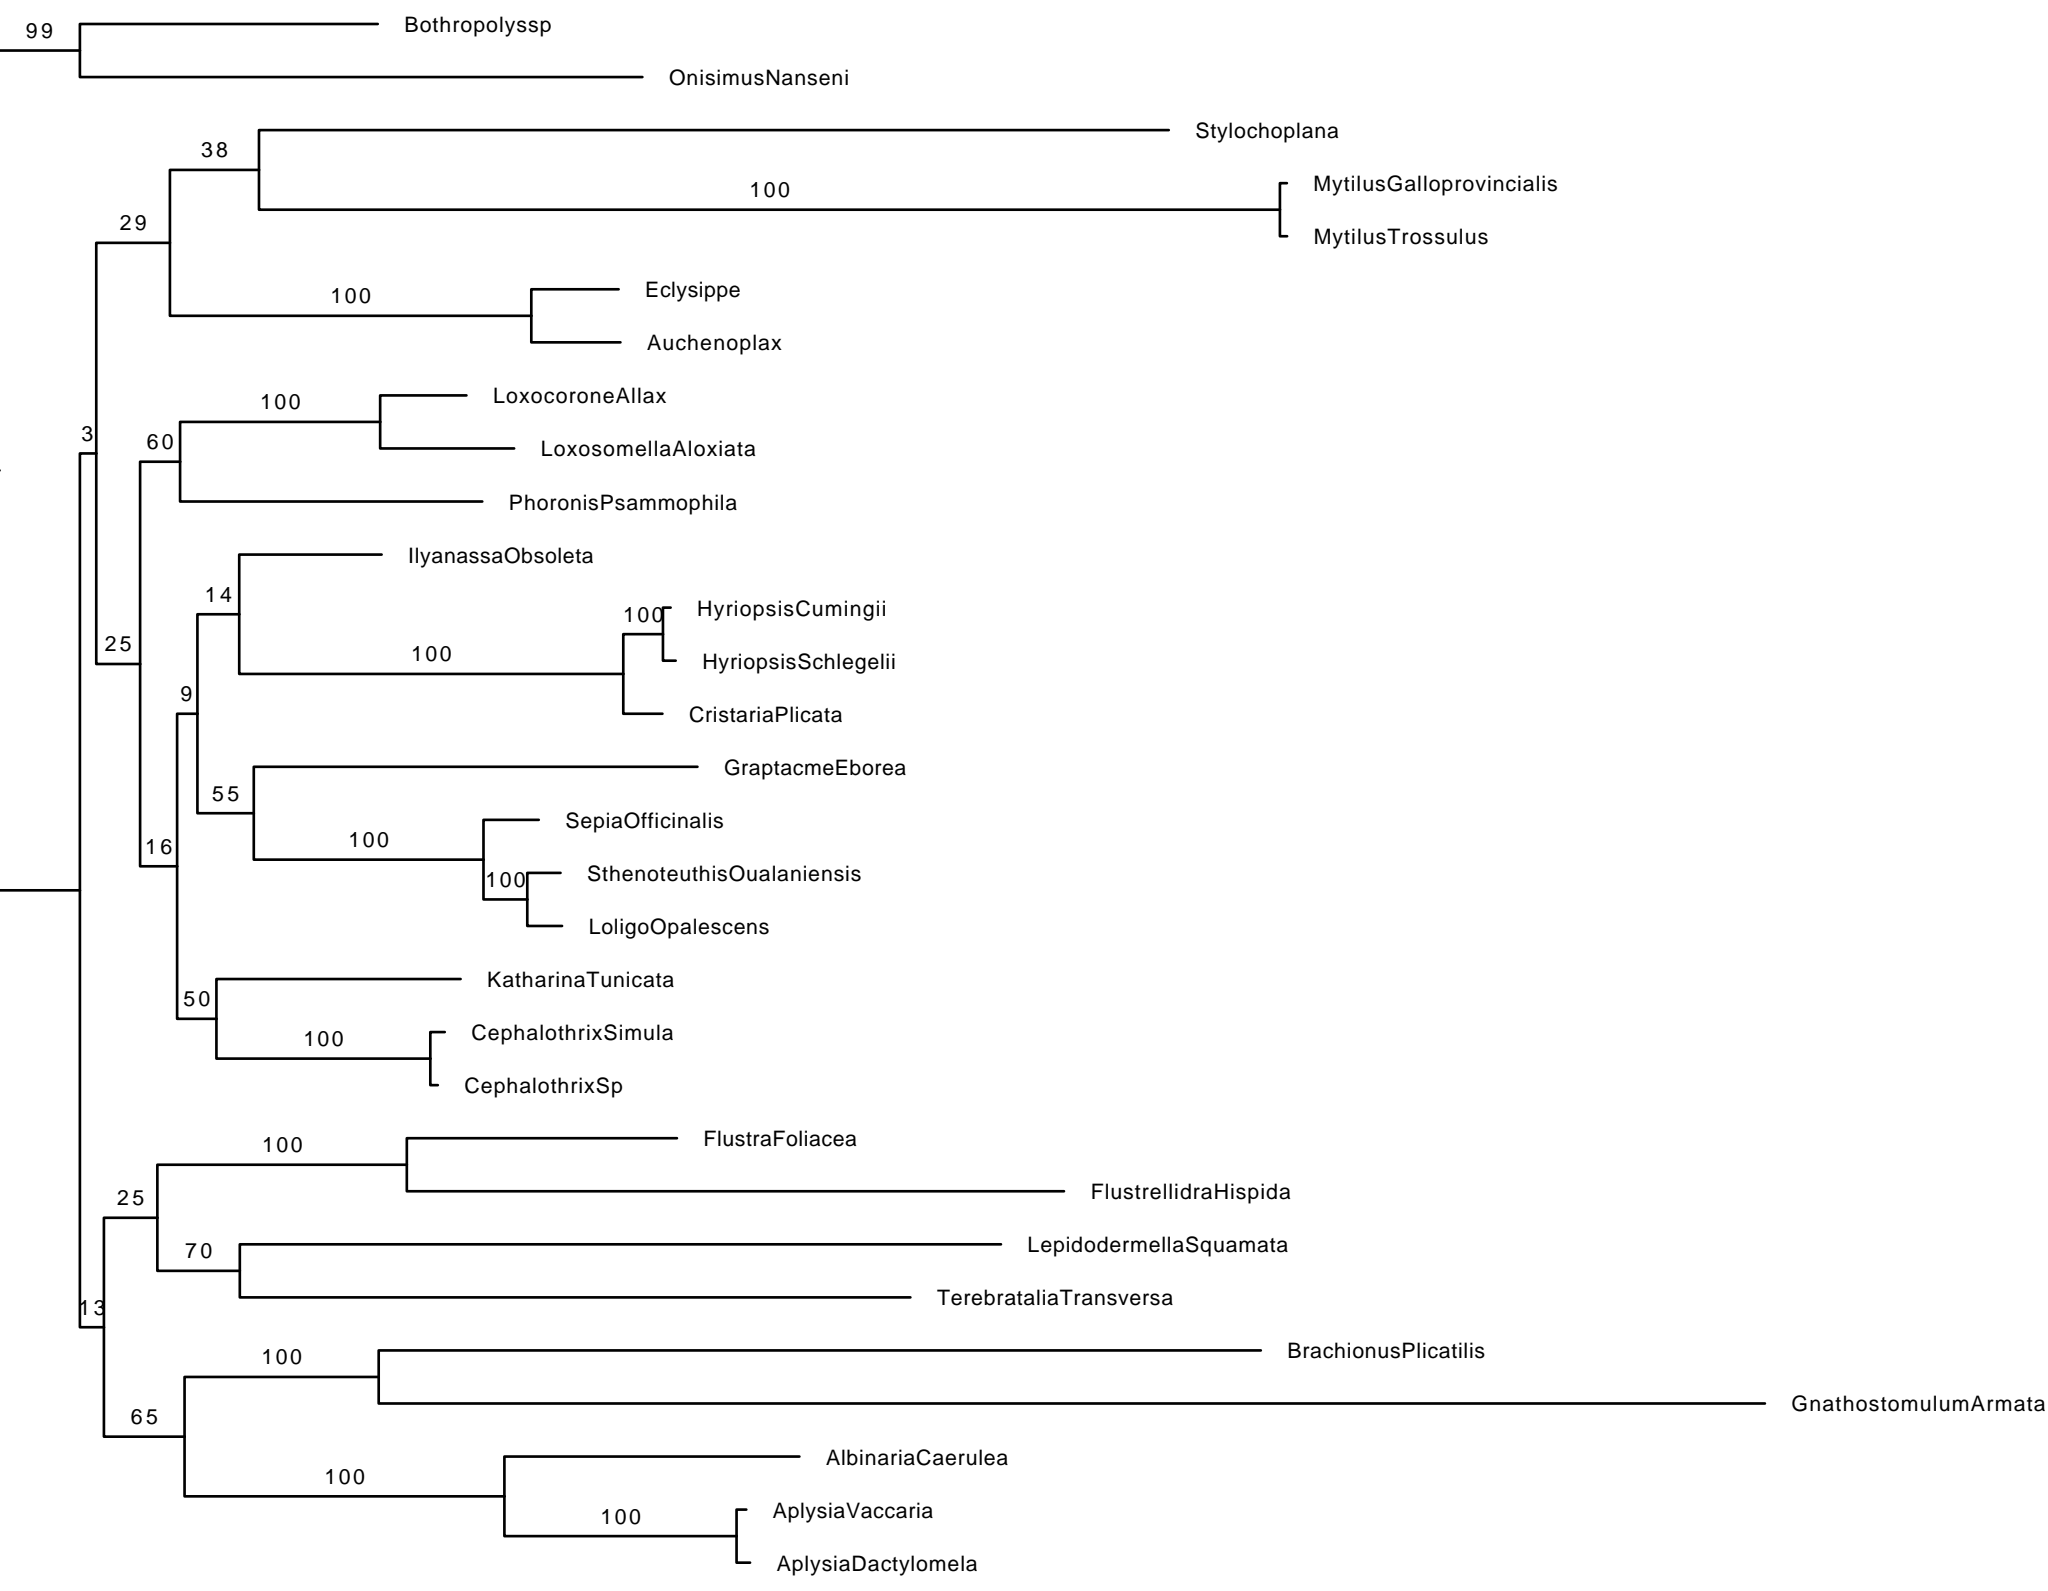 99
Bothropolyssp
OnisimusNanseni
Stylochoplana
38
MytilusGalloprovincialis
100
29
MytilusTrossulus
Eclysippe
100
Auchenoplax
LoxocoroneAllax
100
3
60
LoxosomellaAloxiata
PhoronisPsammophila
IlyanassaObsoleta
14
HyriopsisCumingii
100
25
100
HyriopsisSchlegelii
9
CristariaPlicata
GraptacmeEborea
55
SepiaOfficinalis
100
16
SthenoteuthisOualaniensis
100
LoligoOpalescens
KatharinaTunicata
50
CephalothrixSimula
100
CephalothrixSp
FlustraFoliacea
100
25
FlustrellidraHispida
LepidodermellaSquamata
70
TerebrataliaTransversa
13
BrachionusPlicatilis
100
GnathostomulumArmata
65
AlbinariaCaerulea
100
AplysiaVaccaria
100
AplysiaDactylomela